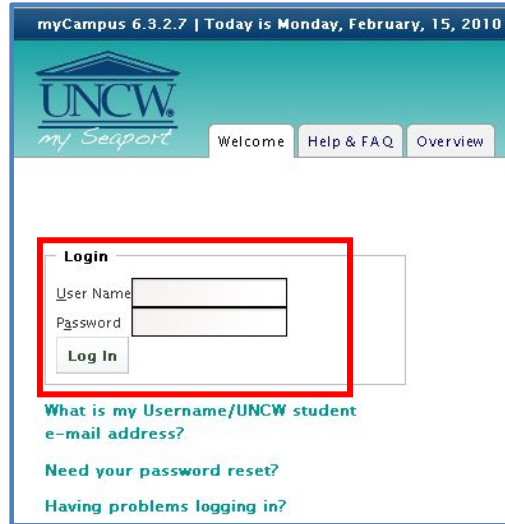 myCampus 6.3.2.7 | Today is Monday, February, 15, 2010
UNCW.
my Seaport
Welcome Help & FAQ Overview
Login
User Name
Password
Log In
What is my Username/UNCW student
e-mail address?
Need your password reset?
Having problems logging in?